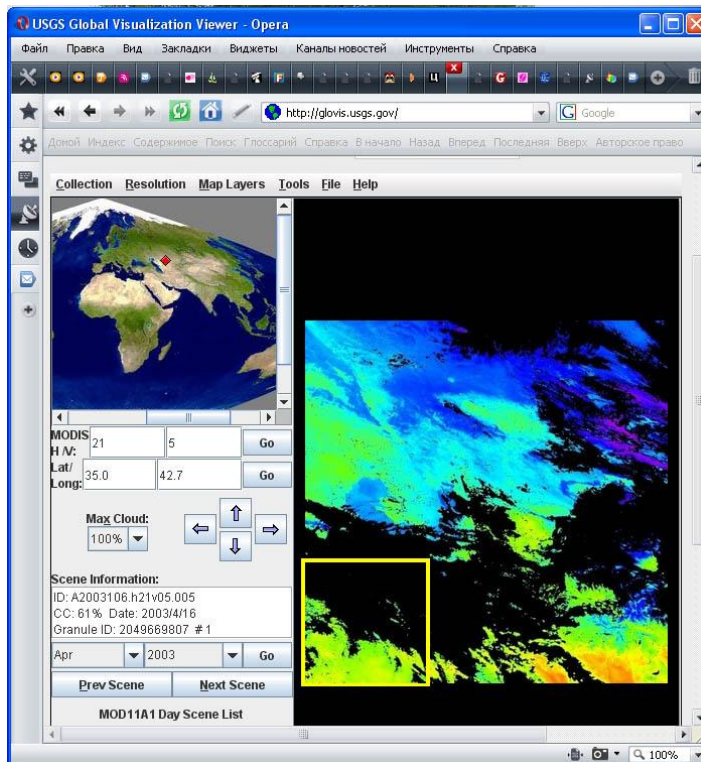 USGS Global Visualization Viewer - Opera
Файл Правка Вид Закладки Виджеты Каналы новостей Инструменты Справка
http://glovis.usgs.gov/ Google
Домой Индекс Содержимое Поиск Глоссарий Справка В начало Назад Вперед Последняя Вверх Авторское право
Collection Resolution Map Layers Tools File Help
MODIS H /V: 21 5 Go
Lat/ Long: 35.0 42.7 Go
Max Cloud:
100%
Scene Information:
ID: A2003106.h21v05.005
CC: 61% Date: 2003/4/16
Granule ID: 2049669807 # 1
Apr 2003 Go
Prev Scene Next Scene
MOD11A1 Day Scene List
100%